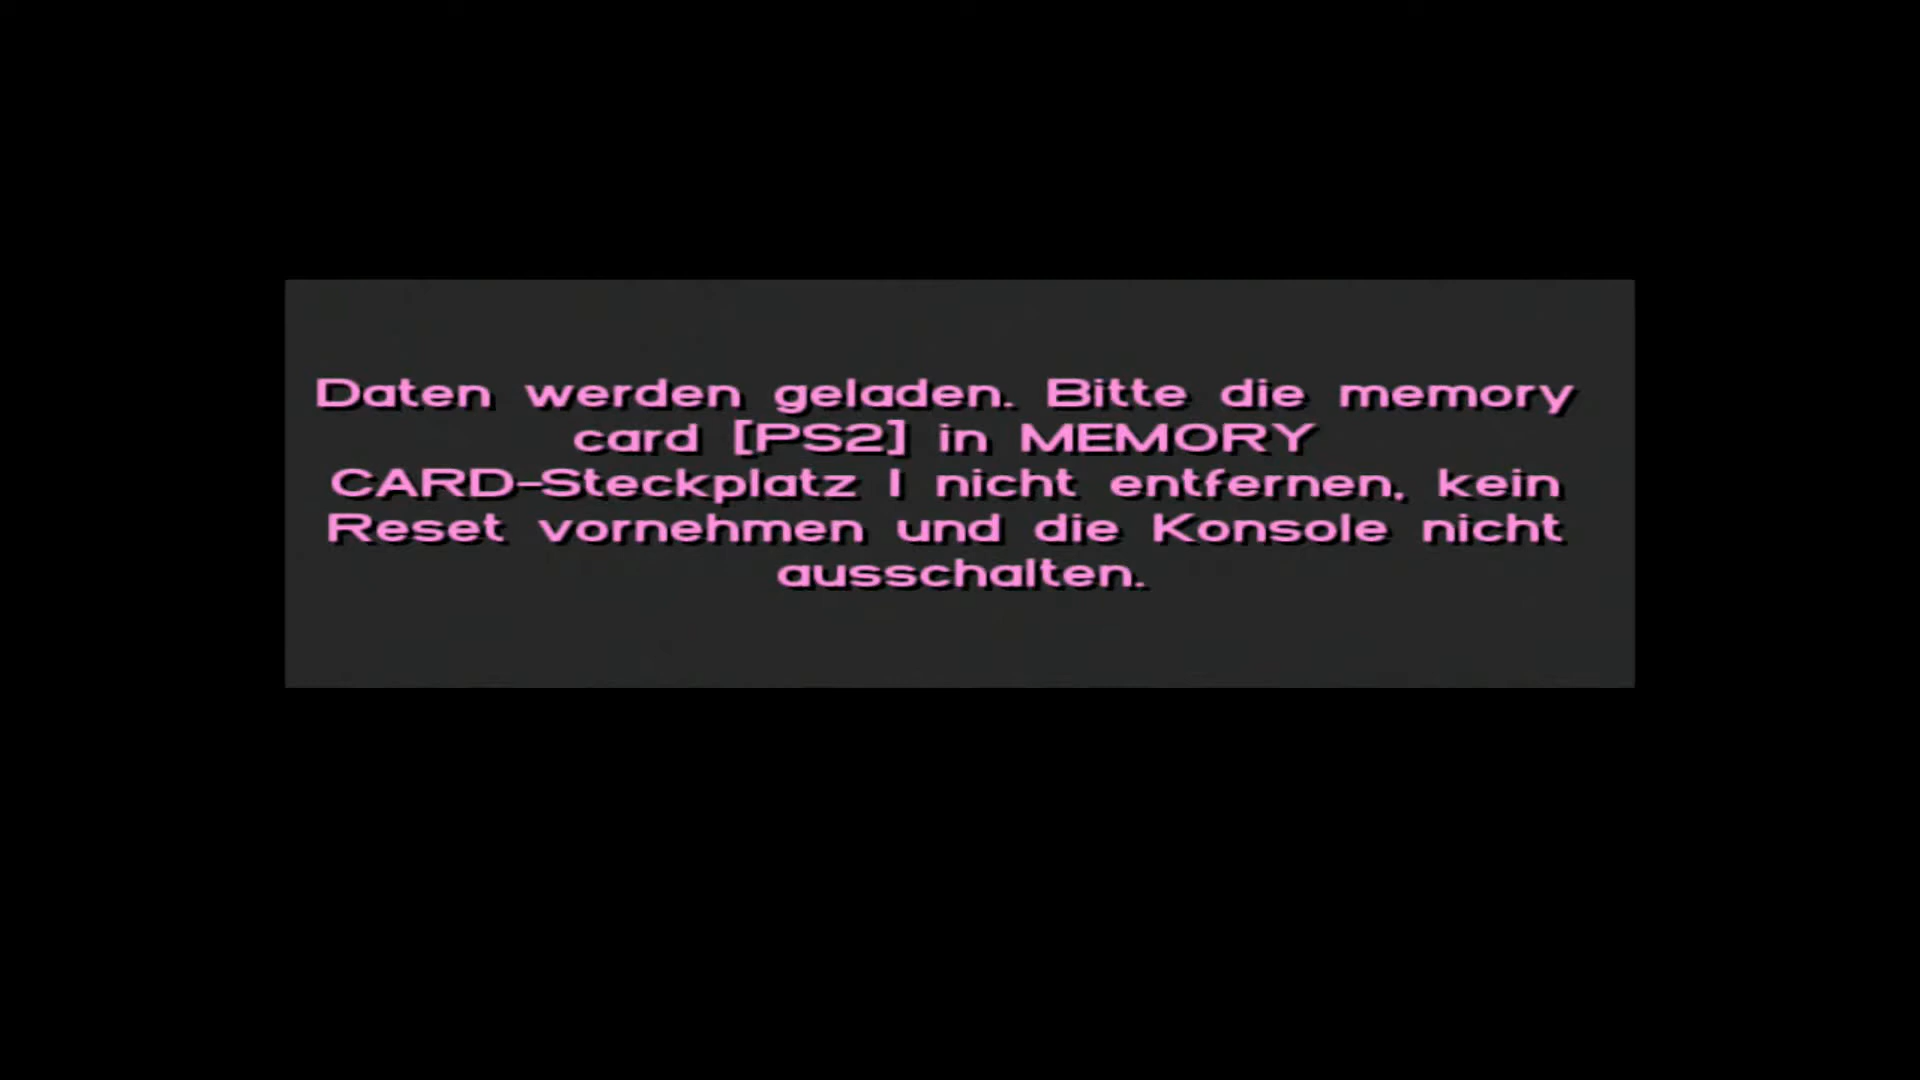 Daten werden geladen. Bitte die memory
card [PS2] in MEMORY
CARD-Steckplatz 1 nicht entfernen, kein
Reset vornehmen und die Konsole nicht
ausschalten.